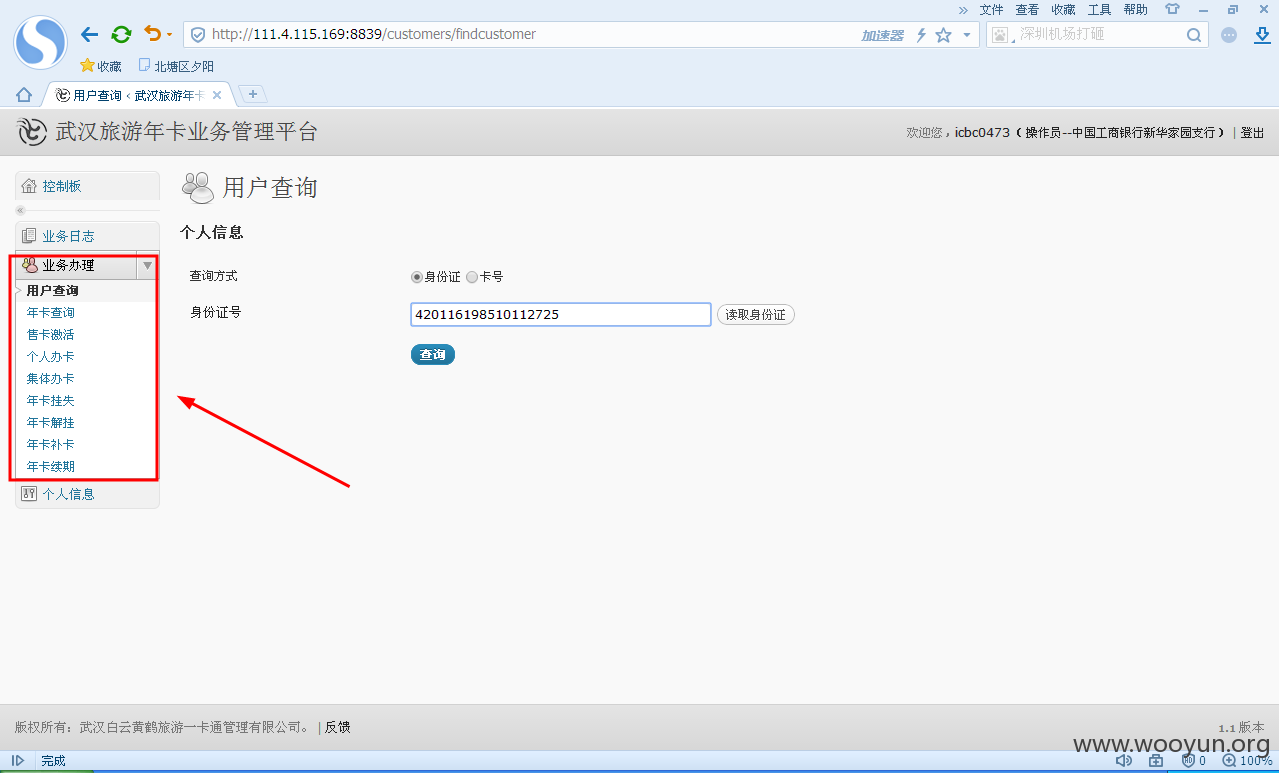 » 文件 查看 收藏 工具 帮助
http://111.4.115.169:8839/customers/findcustomer 加速器 深圳机场打砸
收藏 北塘区夕阳
用户查询 ‹ 武汉旅游年卡
武汉旅游年卡业务管理平台
欢迎您，icbc0473（操作员--中国工商银行新华家园支行） | 登出
控制板
业务日志
业务办理
用户查询
年卡查询
售卡激活
个人办卡
集体办卡
年卡挂失
年卡解挂
年卡补卡
年卡续期
个人信息
用户查询
个人信息
查询方式 身份证 卡号
身份证号 420116198510112725 读取身份证
查询
版权所有：武汉白云黄鹤旅游一卡通管理有限公司。 | 反馈
1.1 版本
www.wooyun.org
完成 0 100%